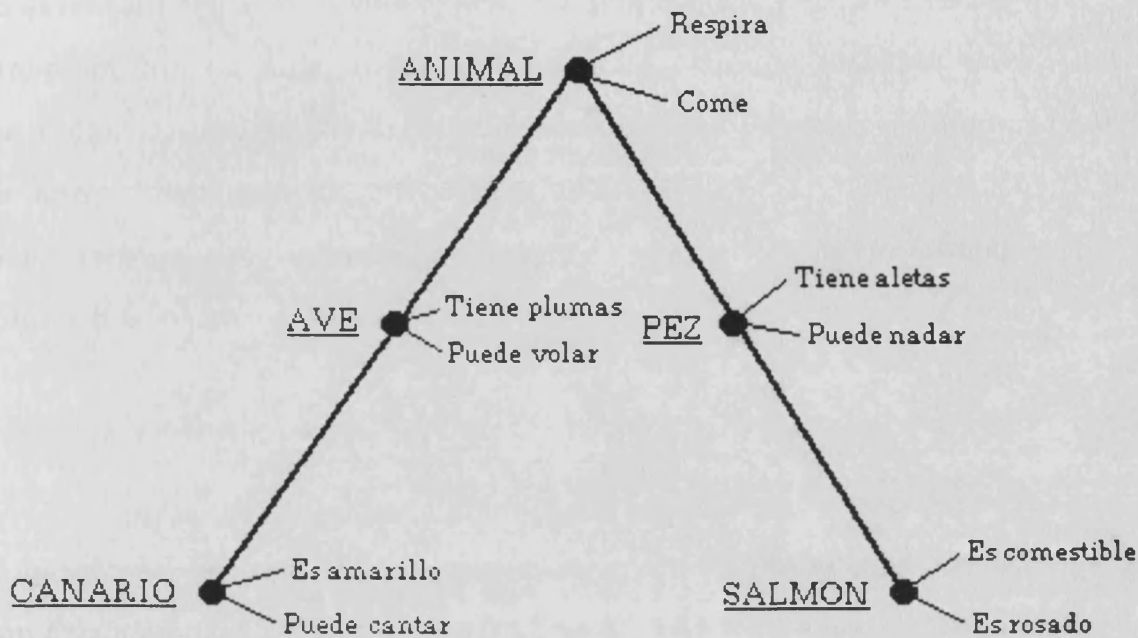 Respira
ANIMAL
Come
Tiene plumas
AVE
Puede volar
Tiene aletas
PEZ
Puede nadar
Es amarillo
CANARIO
Puede cantar
Es comestible
SALMON
Es rosado